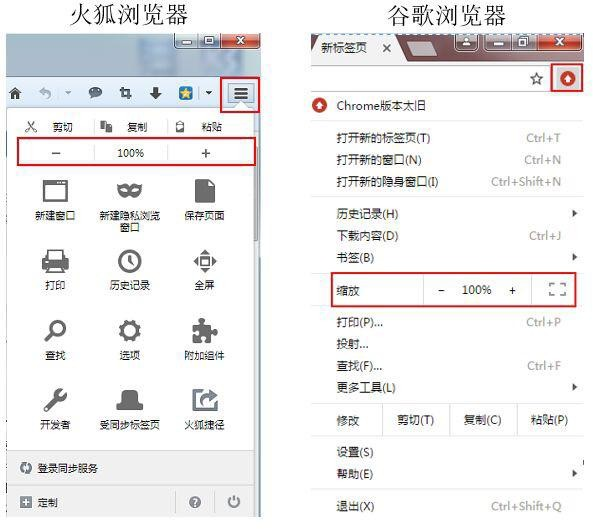 火狐浏览器
剪切 复制 粘贴
− 100% +
新建窗口 新建隐私浏览窗口 保存页面
打印 历史记录 全屏
查找 选项 附加组件
开发者 受同步标签页 火狐捷径
登录同步服务
定制
谷歌浏览器
新标签页
Chrome版本太旧
打开新的标签页(T) Ctrl+T
打开新的窗口(N) Ctrl+N
打开新的隐身窗口(I) Ctrl+Shift+N
历史记录(H)
下载内容(D) Ctrl+J
书签(B)
缩放 − 100% +
打印(P)... Ctrl+P
投射...
查找(F)... Ctrl+F
更多工具(L)
修改 剪切(T) 复制(C) 粘贴(P)
设置(S)
帮助(E)
退出(X) Ctrl+Shift+Q